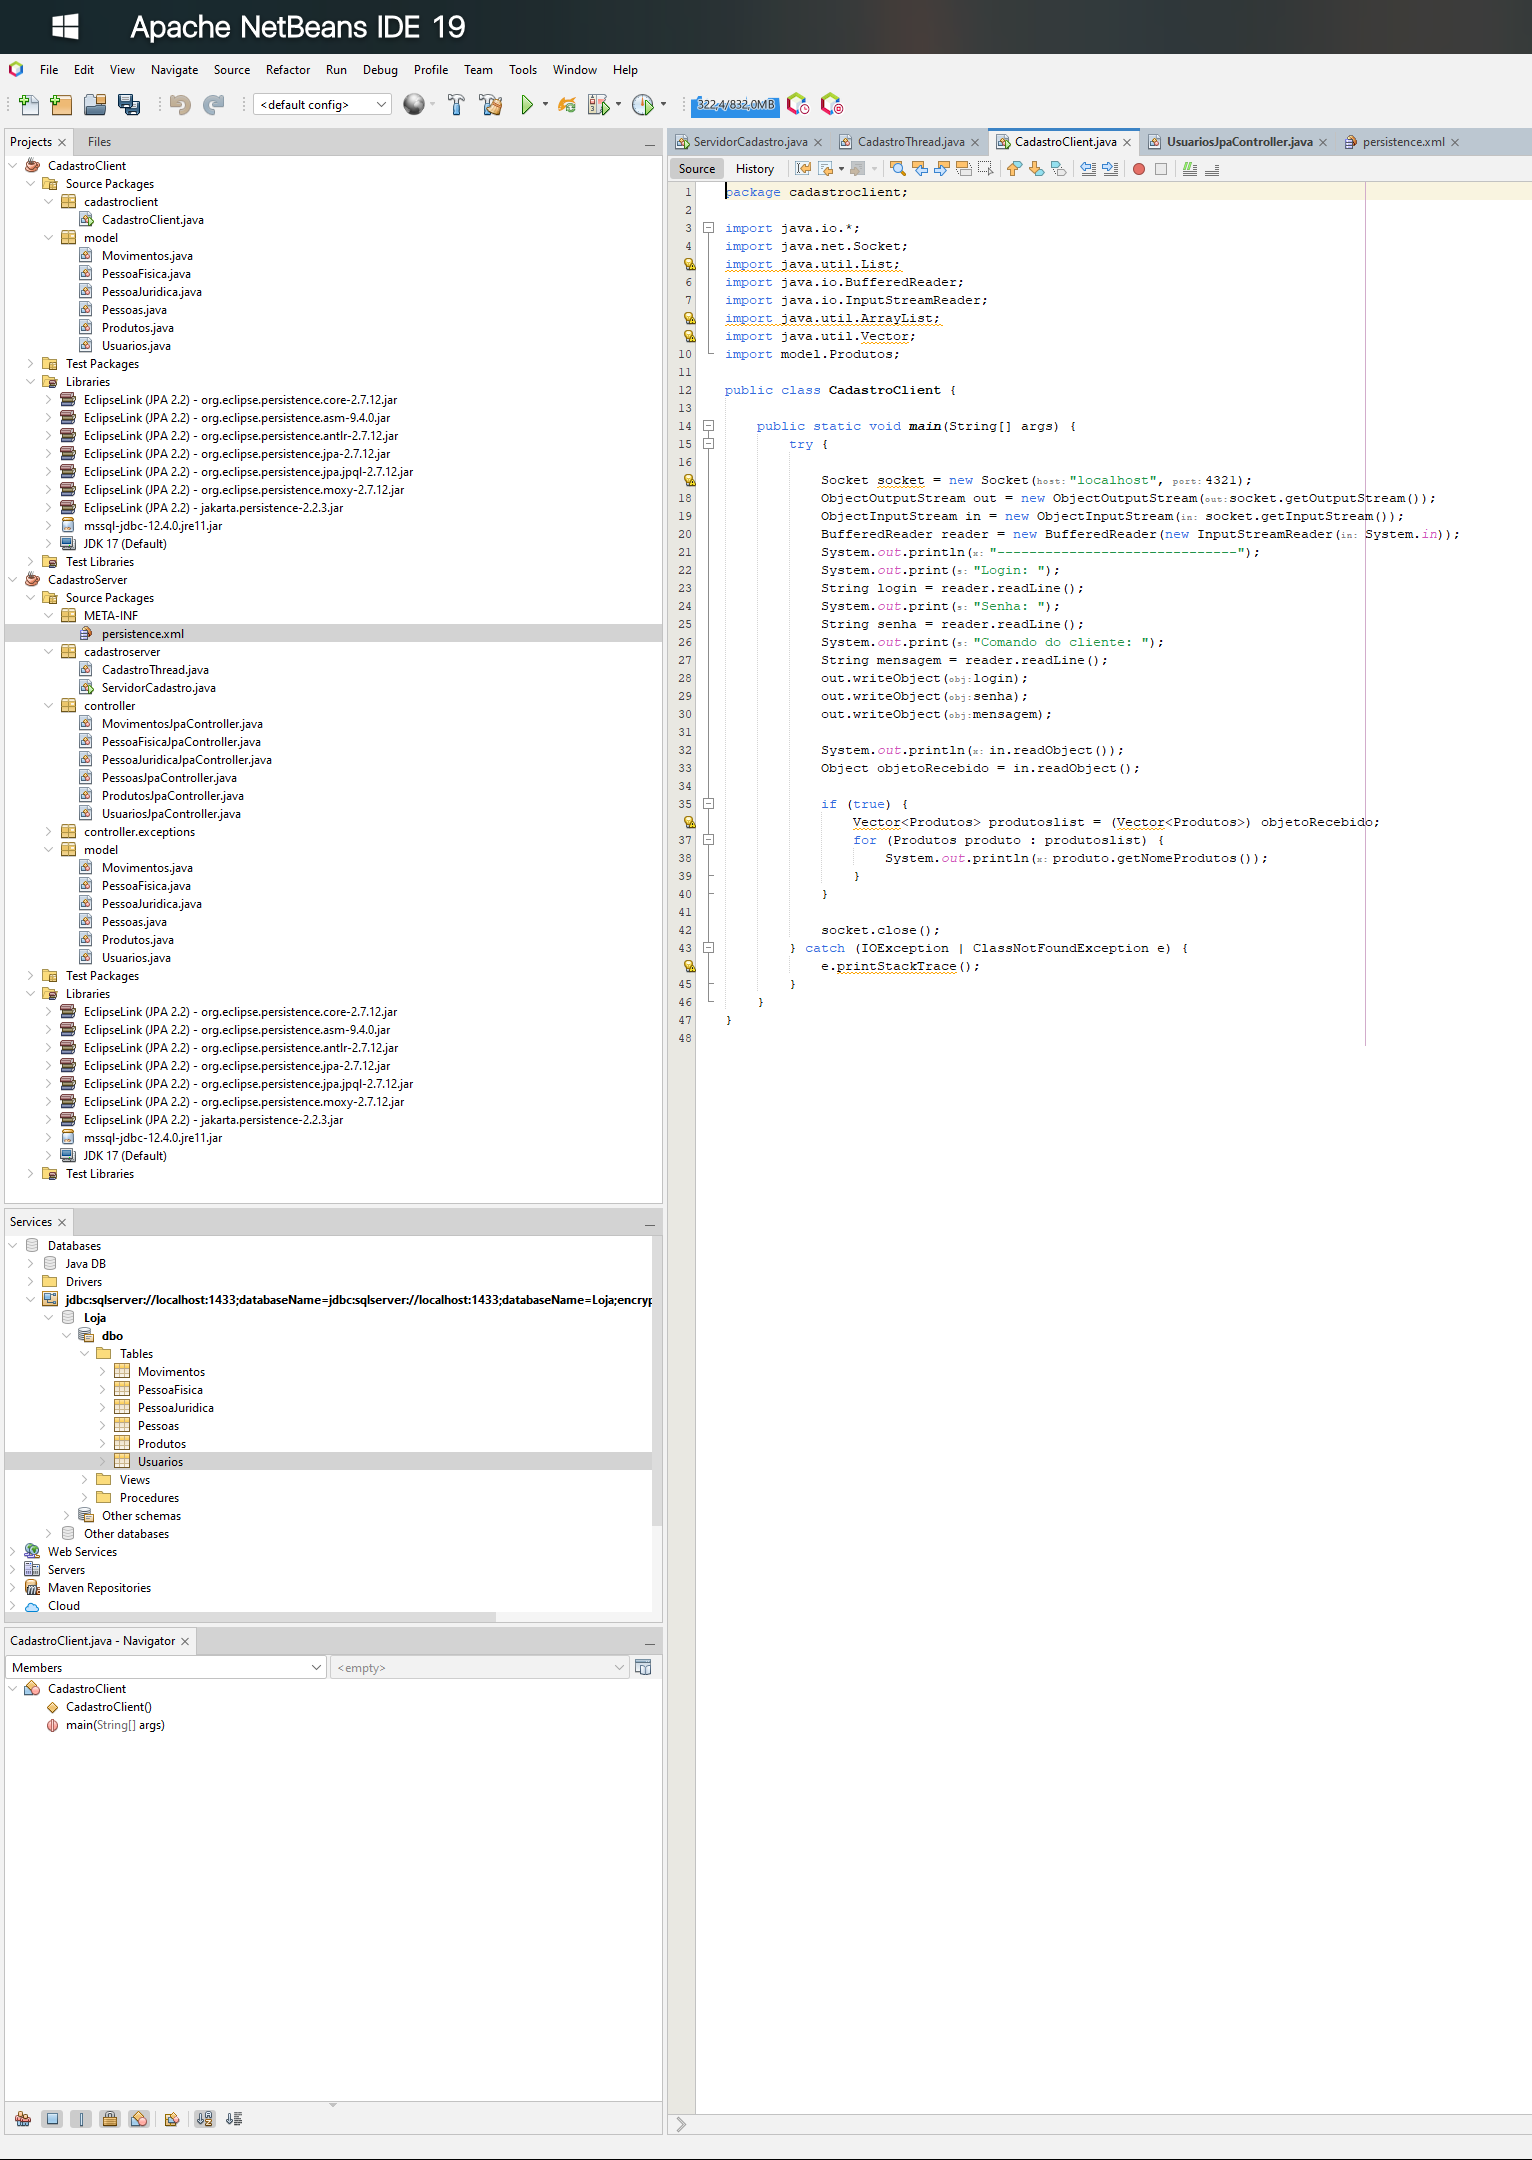 Apache NetBeans IDE 19
File Edit View Navigate Source Refactor Run Debug Profile Team Tools Window Help
<default config>
322,4/832,0MB
Projects Files
CadastroClient
Source Packages
cadastroclient
CadastroClient.java
model
Movimentos.java
PessoaFisica.java
PessoaJuridica.java
Pessoas.java
Produtos.java
Usuarios.java
Test Packages
Libraries
EclipseLink (JPA 2.2) - org.eclipse.persistence.core-2.7.12.jar
EclipseLink (JPA 2.2) - org.eclipse.persistence.asm-9.4.0.jar
EclipseLink (JPA 2.2) - org.eclipse.persistence.antlr-2.7.12.jar
EclipseLink (JPA 2.2) - org.eclipse.persistence.jpa-2.7.12.jar
EclipseLink (JPA 2.2) - org.eclipse.persistence.jpa.jpql-2.7.12.jar
EclipseLink (JPA 2.2) - org.eclipse.persistence.moxy-2.7.12.jar
EclipseLink (JPA 2.2) - jakarta.persistence-2.2.3.jar
mssql-jdbc-12.4.0.jre11.jar
JDK 17 (Default)
Test Libraries
CadastroServer
Source Packages
META-INF
persistence.xml
cadastroserver
CadastroThread.java
ServidorCadastro.java
controller
MovimentosJpaController.java
PessoaFisicaJpaController.java
PessoaJuridicaJpaController.java
PessoasJpaController.java
ProdutosJpaController.java
UsuariosJpaController.java
controller.exceptions
model
Movimentos.java
PessoaFisica.java
PessoaJuridica.java
Pessoas.java
Produtos.java
Usuarios.java
Test Packages
Libraries
EclipseLink (JPA 2.2) - org.eclipse.persistence.core-2.7.12.jar
EclipseLink (JPA 2.2) - org.eclipse.persistence.asm-9.4.0.jar
EclipseLink (JPA 2.2) - org.eclipse.persistence.antlr-2.7.12.jar
EclipseLink (JPA 2.2) - org.eclipse.persistence.jpa-2.7.12.jar
EclipseLink (JPA 2.2) - org.eclipse.persistence.jpa.jpql-2.7.12.jar
EclipseLink (JPA 2.2) - org.eclipse.persistence.moxy-2.7.12.jar
EclipseLink (JPA 2.2) - jakarta.persistence-2.2.3.jar
mssql-jdbc-12.4.0.jre11.jar
JDK 17 (Default)
Test Libraries
Services
Databases
Java DB
Drivers
jdbc:sqlserver://localhost:1433;databaseName=jdbc:sqlserver://localhost:1433;databaseName=Loja;encryp
Loja
dbo
Tables
Movimentos
PessoaFisica
PessoaJuridica
Pessoas
Produtos
Usuarios
Views
Procedures
Other schemas
Other databases
Web Services
Servers
Maven Repositories
Cloud
CadastroClient.java - Navigator
Members <empty>
CadastroClient
CadastroClient()
main(String[] args)
ServidorCadastro.java CadastroThread.java CadastroClient.java UsuariosJpaController.java persistence.xml
Source History
1 package cadastroclient;
2
3 import java.io.*;
4 import java.net.Socket;
import java.util.List;
6 import java.io.BufferedReader;
7 import java.io.InputStreamReader;
import java.util.ArrayList;
import java.util.Vector;
10 import model.Produtos;
11
12 public class CadastroClient {
13
14 public static void main(String[] args) {
15 try {
16
Socket socket = new Socket(host: "localhost", port: 4321);
18 ObjectOutputStream out = new ObjectOutputStream(out: socket.getOutputStream());
19 ObjectInputStream in = new ObjectInputStream(in: socket.getInputStream());
20 BufferedReader reader = new BufferedReader(new InputStreamReader(in: System.in));
21 System.out.println(x: "------------------------------");
22 System.out.print(s: "Login: ");
23 String login = reader.readLine();
24 System.out.print(s: "Senha: ");
25 String senha = reader.readLine();
26 System.out.print(s: "Comando do cliente: ");
27 String mensagem = reader.readLine();
28 out.writeObject(obj: login);
29 out.writeObject(obj: senha);
30 out.writeObject(obj: mensagem);
31
32 System.out.println(x: in.readObject());
33 Object objetoRecebido = in.readObject();
34
35 if (true) {
Vector<Produtos> produtoslist = (Vector<Produtos>) objetoRecebido;
37 for (Produtos produto : produtoslist) {
38 System.out.println(x: produto.getNomeProdutos());
39 }
40 }
41
42 socket.close();
43 } catch (IOException | ClassNotFoundException e) {
e.printStackTrace();
45 }
46 }
47 }
48